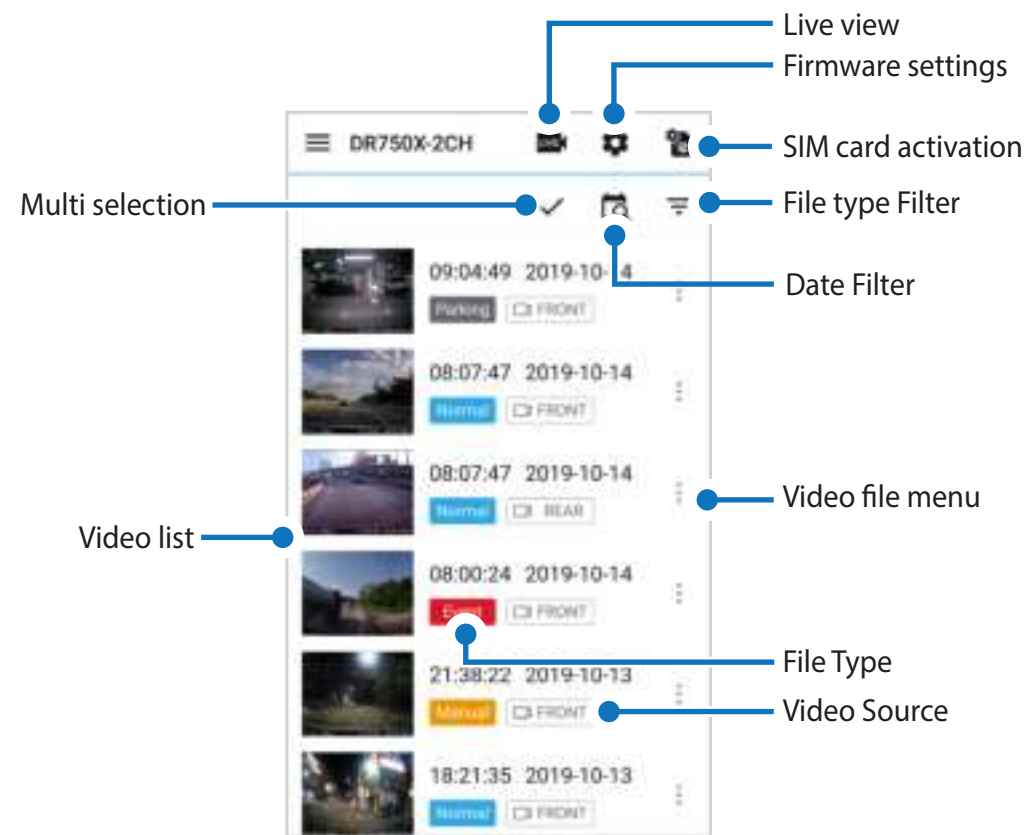 Live view
Firmware settings
DR750X-2CH
SIM card activation
Multi selection
File type Filter
09:04:49 2019-10-14
Date Filter
Parking FRONT
08:07:47 2019-10-14
Normal FRONT
08:07:47 2019-10-14
Normal REAR
Video file menu
Video list
08:00:24 2019-10-14
Event FRONT
File Type
21:38:22 2019-10-13
Manual FRONT
Video Source
18:21:35 2019-10-13
Normal FRONT